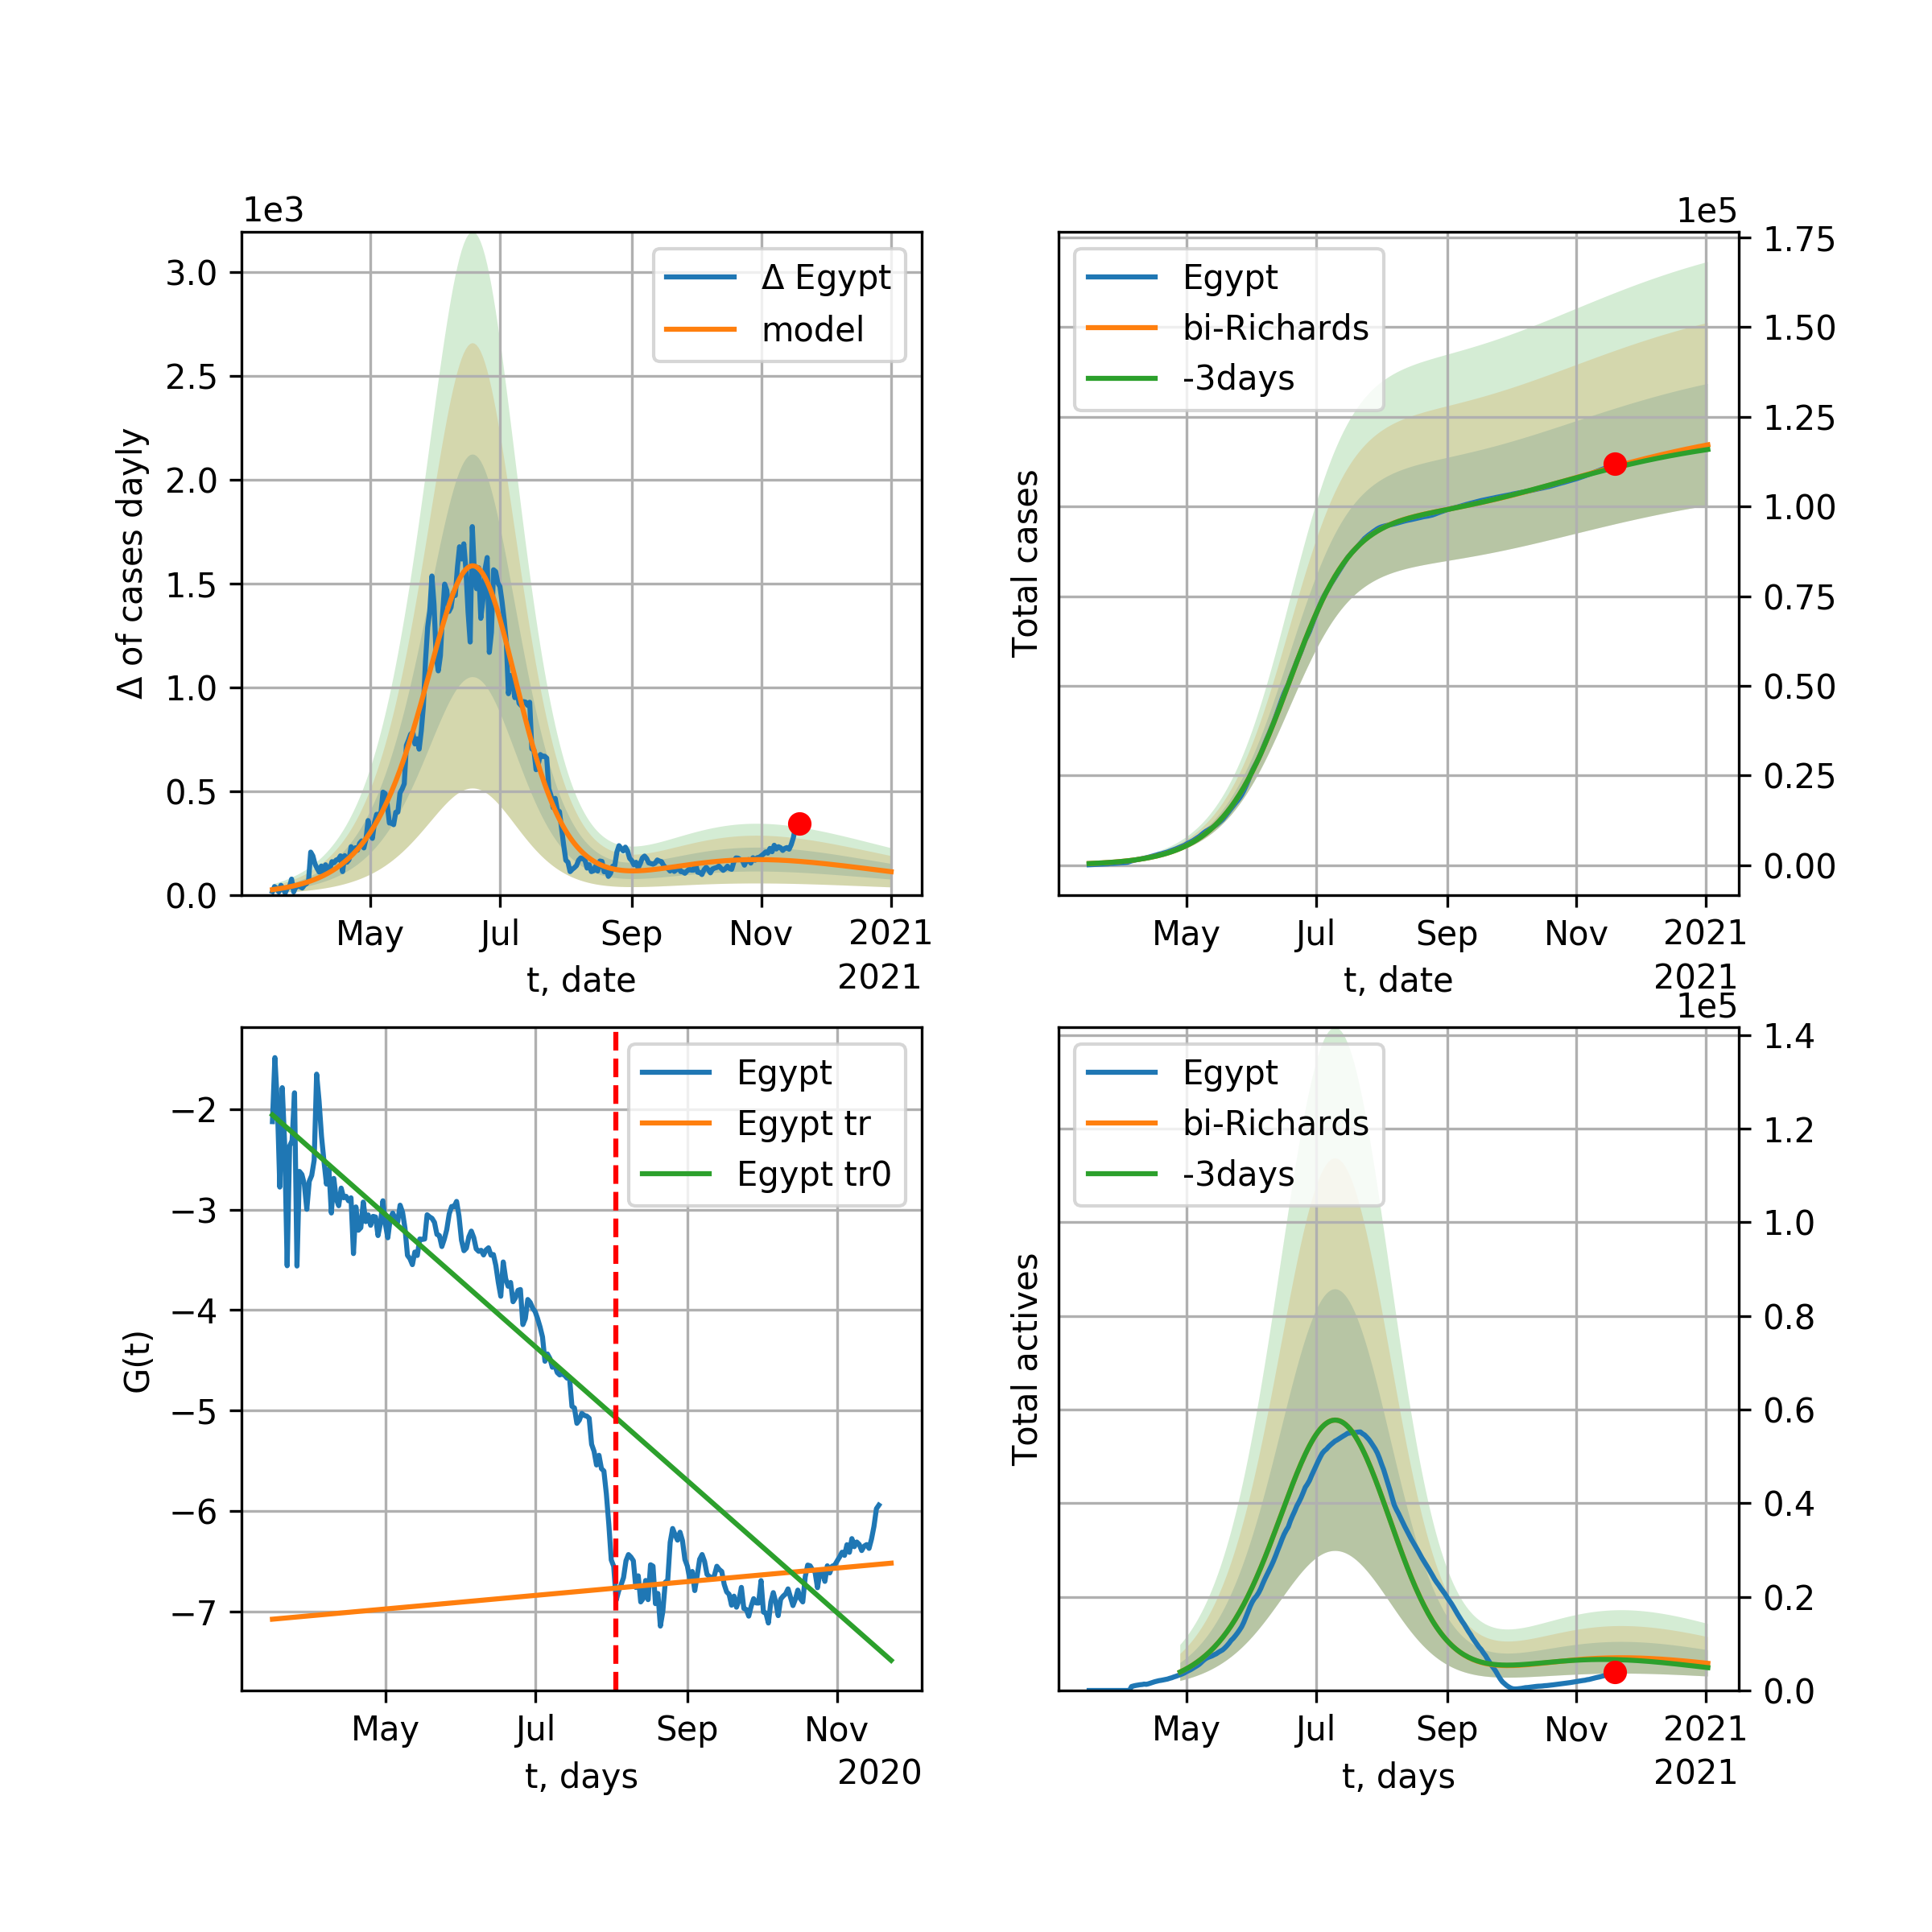 1e3
3.0
2.5
2.0
1.5
1.0
0.5
0.0
Δ of cases dayly
Δ Egypt
model
May Jul Sep Nov 2021
t, date
2021
1e5
1.75
1.50
1.25
1.00
0.75
0.50
0.25
0.00
Total cases
Egypt
bi-Richards
-3days
May Jul Sep Nov 2021
t, date
2021
−2
−3
−4
−5
−6
−7
G(t)
Egypt
Egypt tr
Egypt tr0
May Jul Sep Nov
t, days
2020
1e5
1.4
1.2
1.0
0.8
0.6
0.4
0.2
0.0
Total actives
Egypt
bi-Richards
-3days
May Jul Sep Nov 2021
t, days
2021